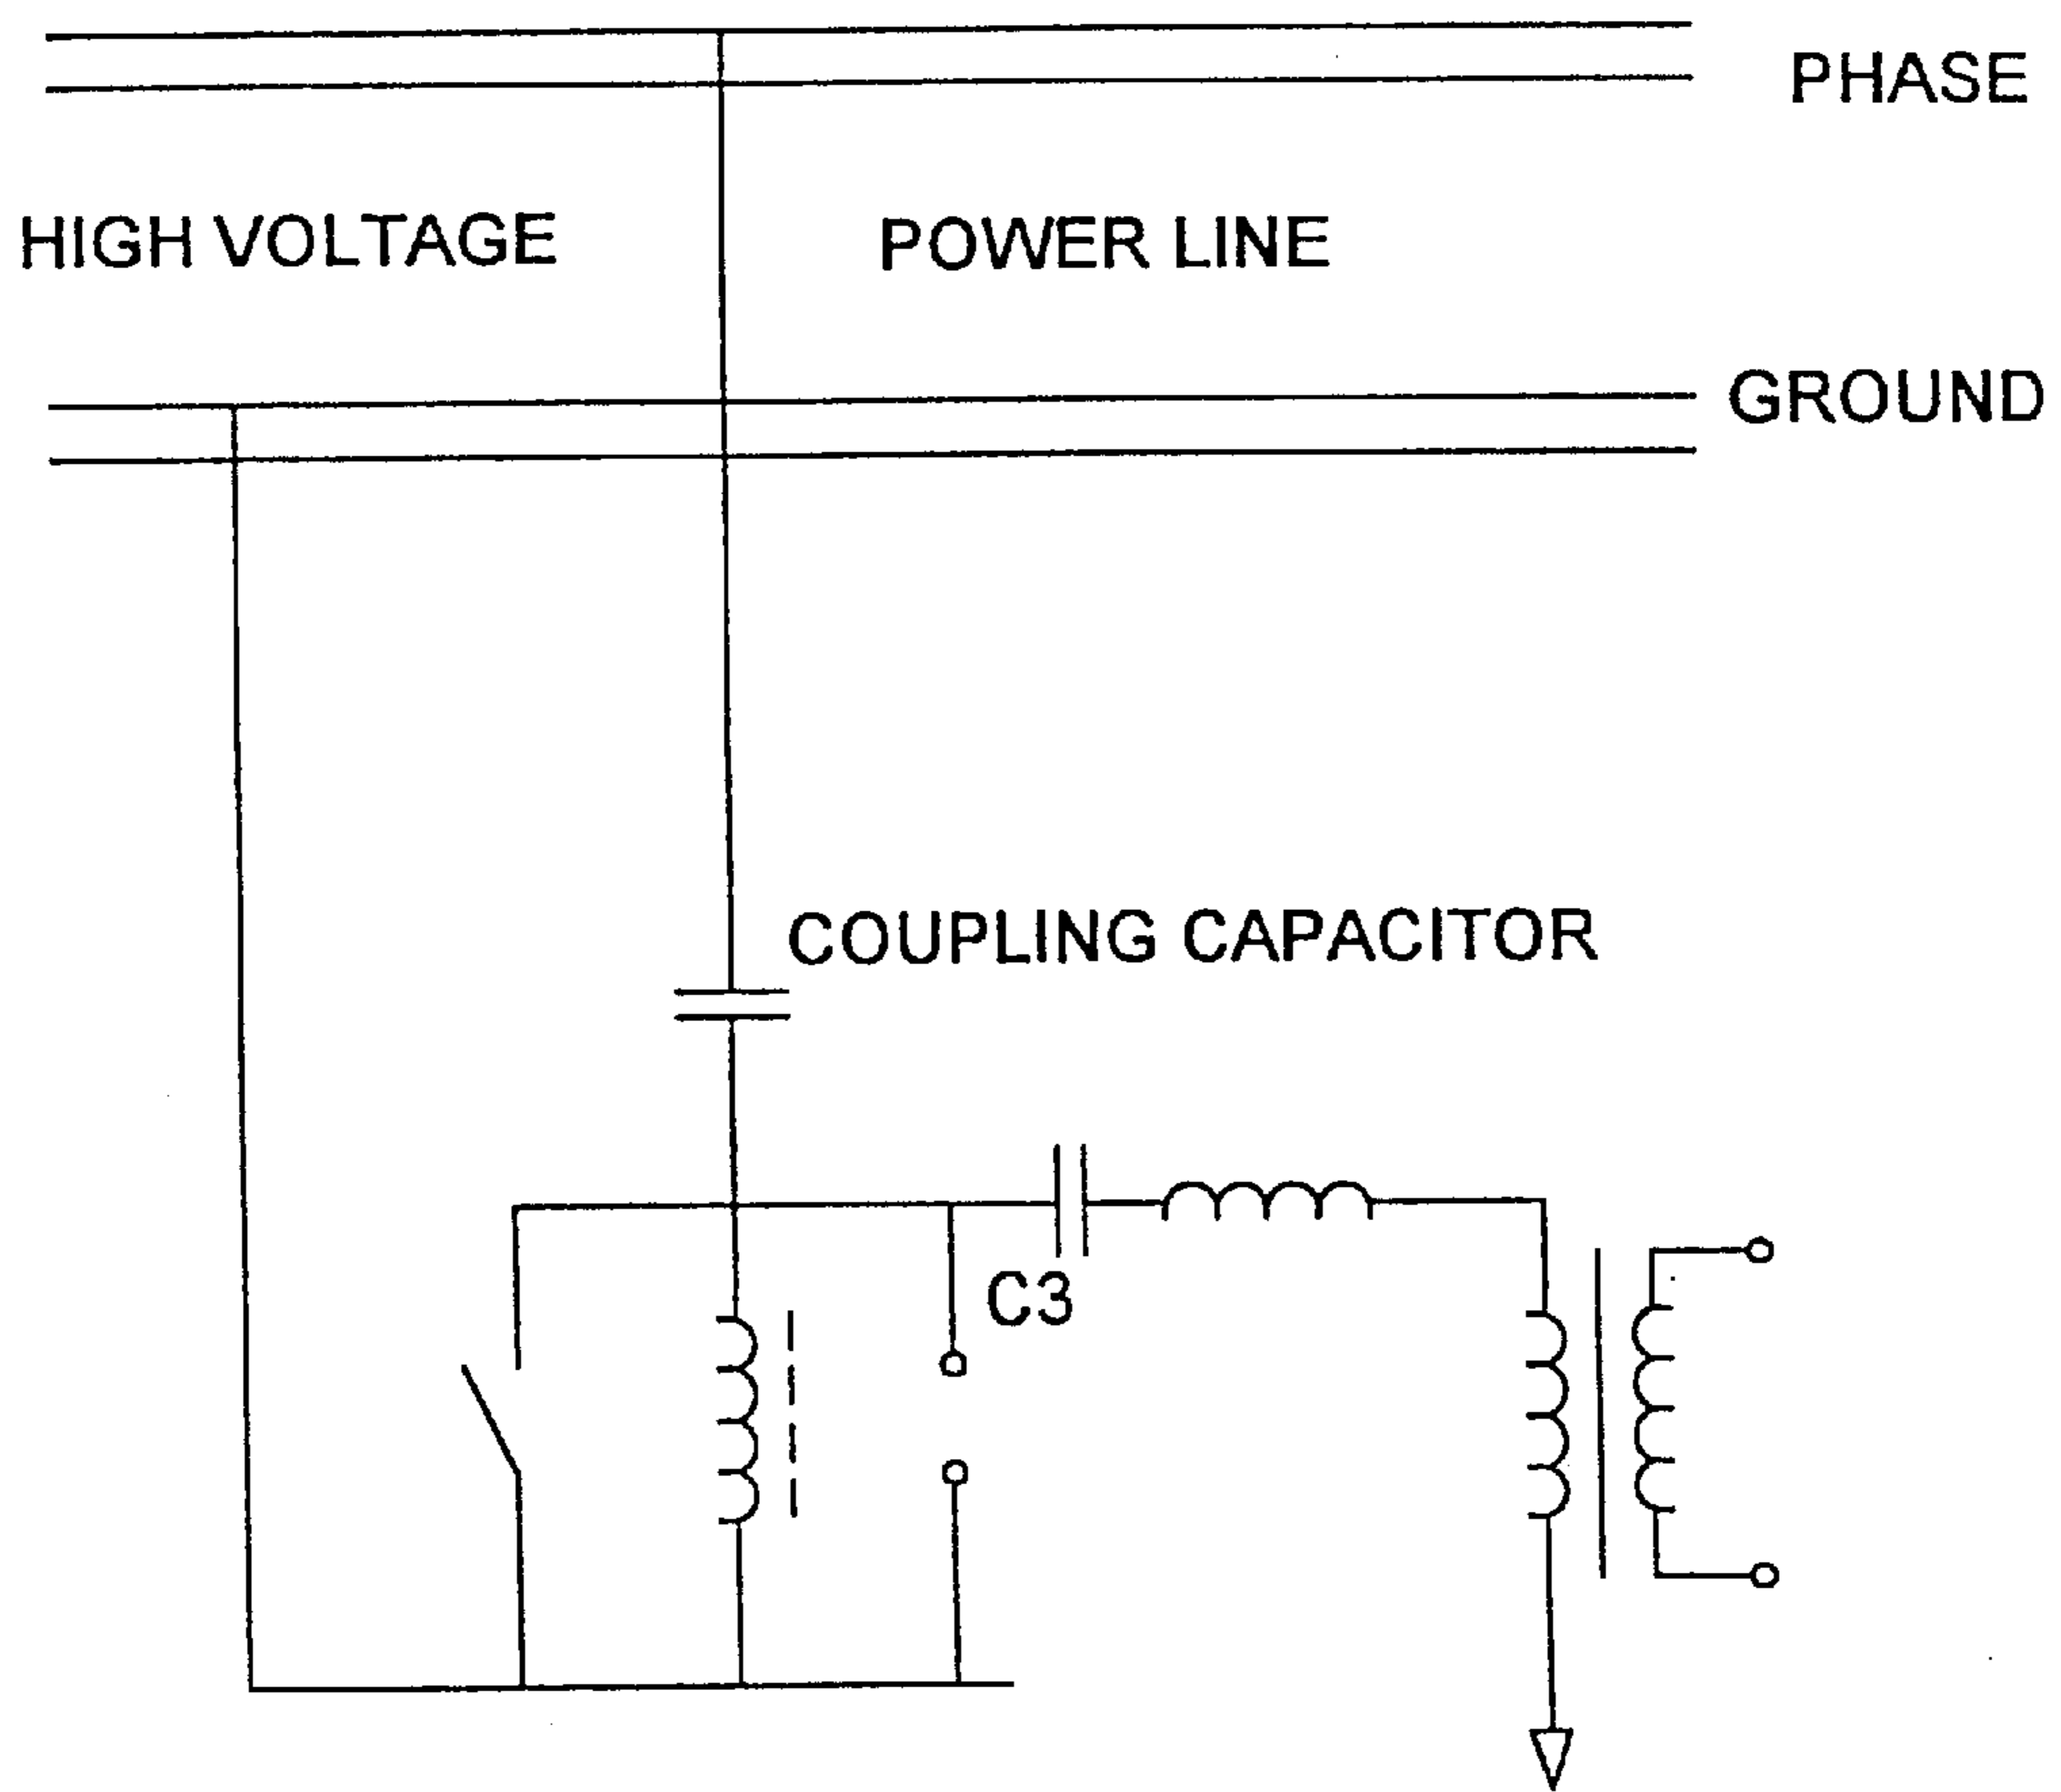 PHASE
HIGH VOLTAGE POWER LINE
GROUND
COUPLING CAPACITOR
C3